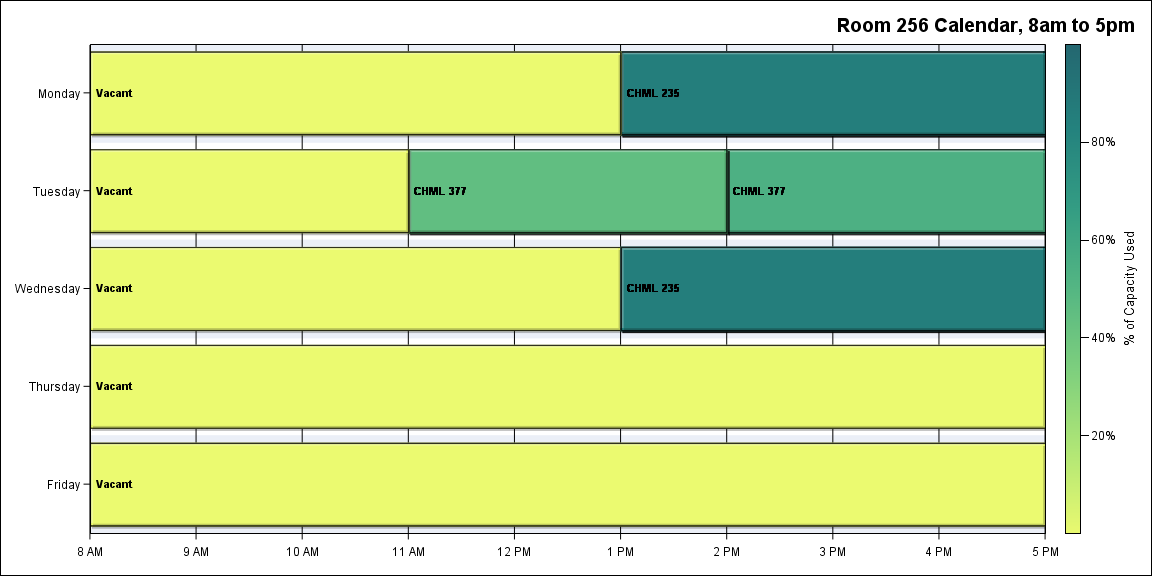 Room 256 Calendar, 8am to 5pm
Monday
Vacant
CHML 235
Tuesday
Vacant
CHML 377
CHML 377
Wednesday
Vacant
CHML 235
Thursday
Vacant
Friday
Vacant
8 AM
9 AM
10 AM
11 AM
12 PM
1 PM
2 PM
3 PM
4 PM
5 PM
80%
60%
40%
20%
% of Capacity Used